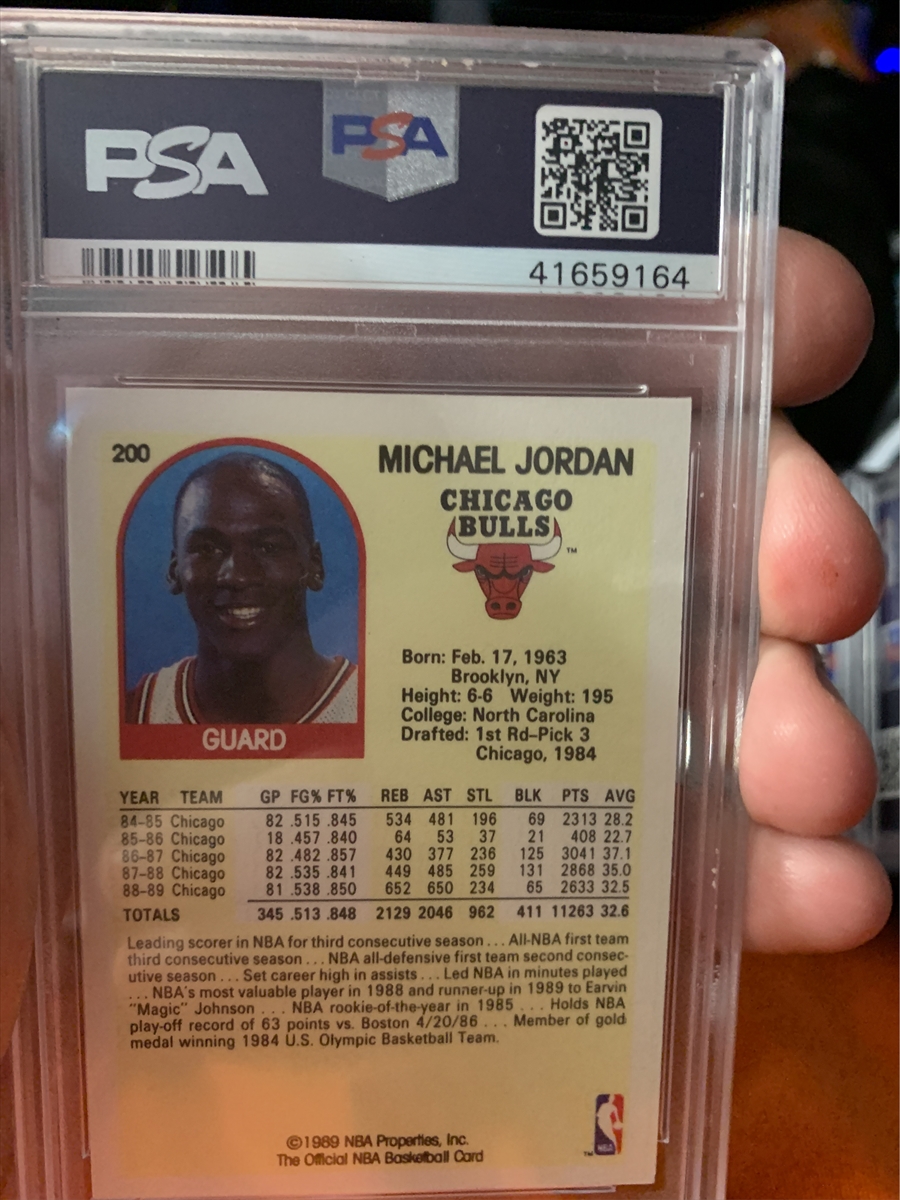 PSA
PSA
41659164
200
MICHAEL JORDAN
CHICAGO
BULLS
™
Born: Feb. 17, 1963
Brooklyn, NY
Height: 6-6 Weight: 195
College: North Carolina
Drafted: 1st Rd-Pick 3
Chicago, 1984
GUARD
YEAR TEAM GP FG% FT% REB AST STL BLK PTS AVG
84-85 Chicago 82 .515 .845 534 481 196 69 2313 28.2
85-86 Chicago 18 .457 .840 64 53 37 21 408 22.7
86-87 Chicago 82 .482 .857 430 377 236 125 3041 37.1
87-88 Chicago 82 .535 .841 449 485 259 131 2868 35.0
88-89 Chicago 81 .538 .850 652 650 234 65 2633 32.5
TOTALS 345 .513 .848 2129 2046 962 411 11263 32.6
Leading scorer in NBA for third consecutive season . . . All-NBA first team
third consecutive season . . . NBA all-defensive first team second consec-
utive season . . . Set career high in assists . . . Led NBA in minutes played
. . . NBA's most valuable player in 1988 and runner-up in 1989 to Earvin
"Magic" Johnson . . . NBA rookie-of-the-year in 1985 . . . Holds NBA
play-off record of 63 points vs. Boston 4/20/86 . . . Member of gold
medal winning 1984 U.S. Olympic Basketball Team.
©1989 NBA Properties, Inc.
The Official NBA Basketball Card
™ NBA